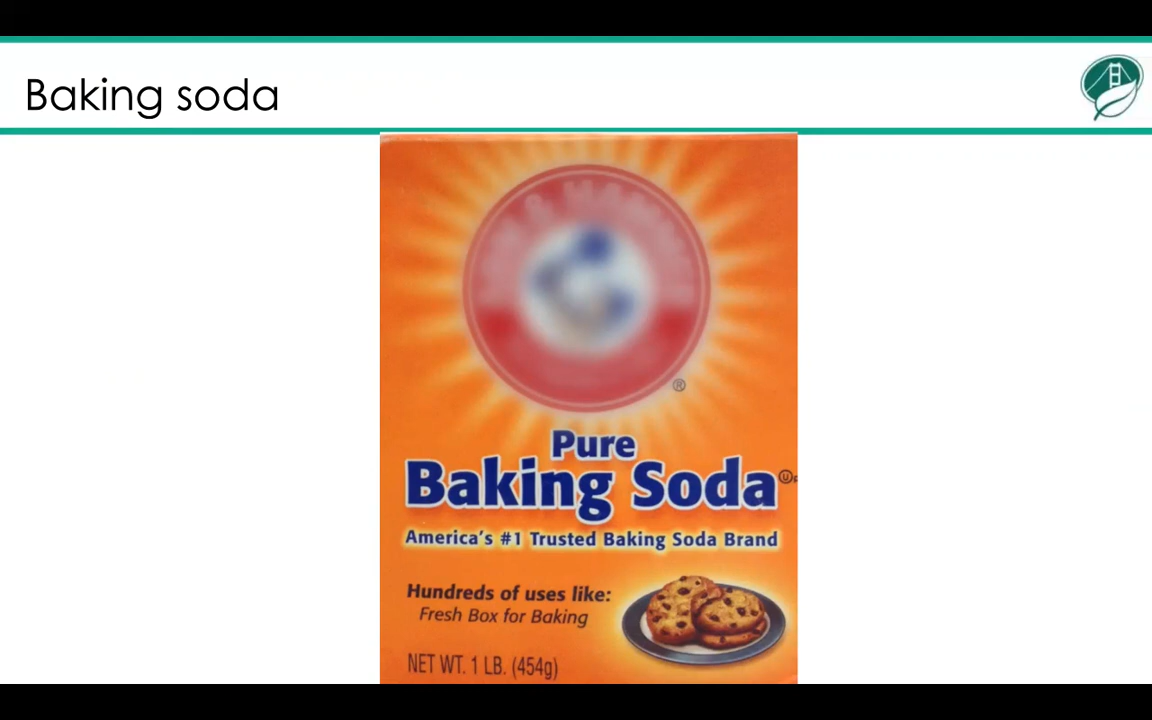 Baking soda
®
Pure
Baking Soda
America's #1 Trusted Baking Soda Brand
Hundreds of uses like:
Fresh Box for Baking
NET WT. 1 LB. (454g)